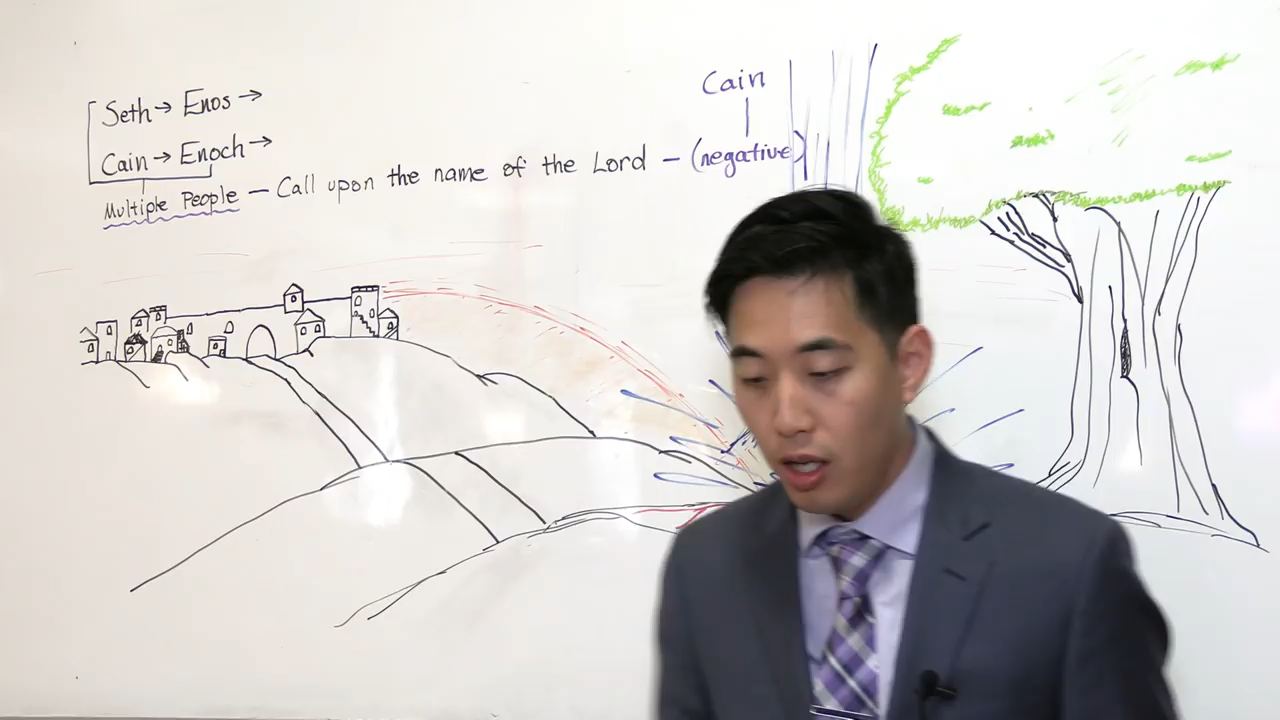 Seth → Enos →
Cain → Enoch →
Multiple People – Call upon the name of the Lord – (negative)
Cain